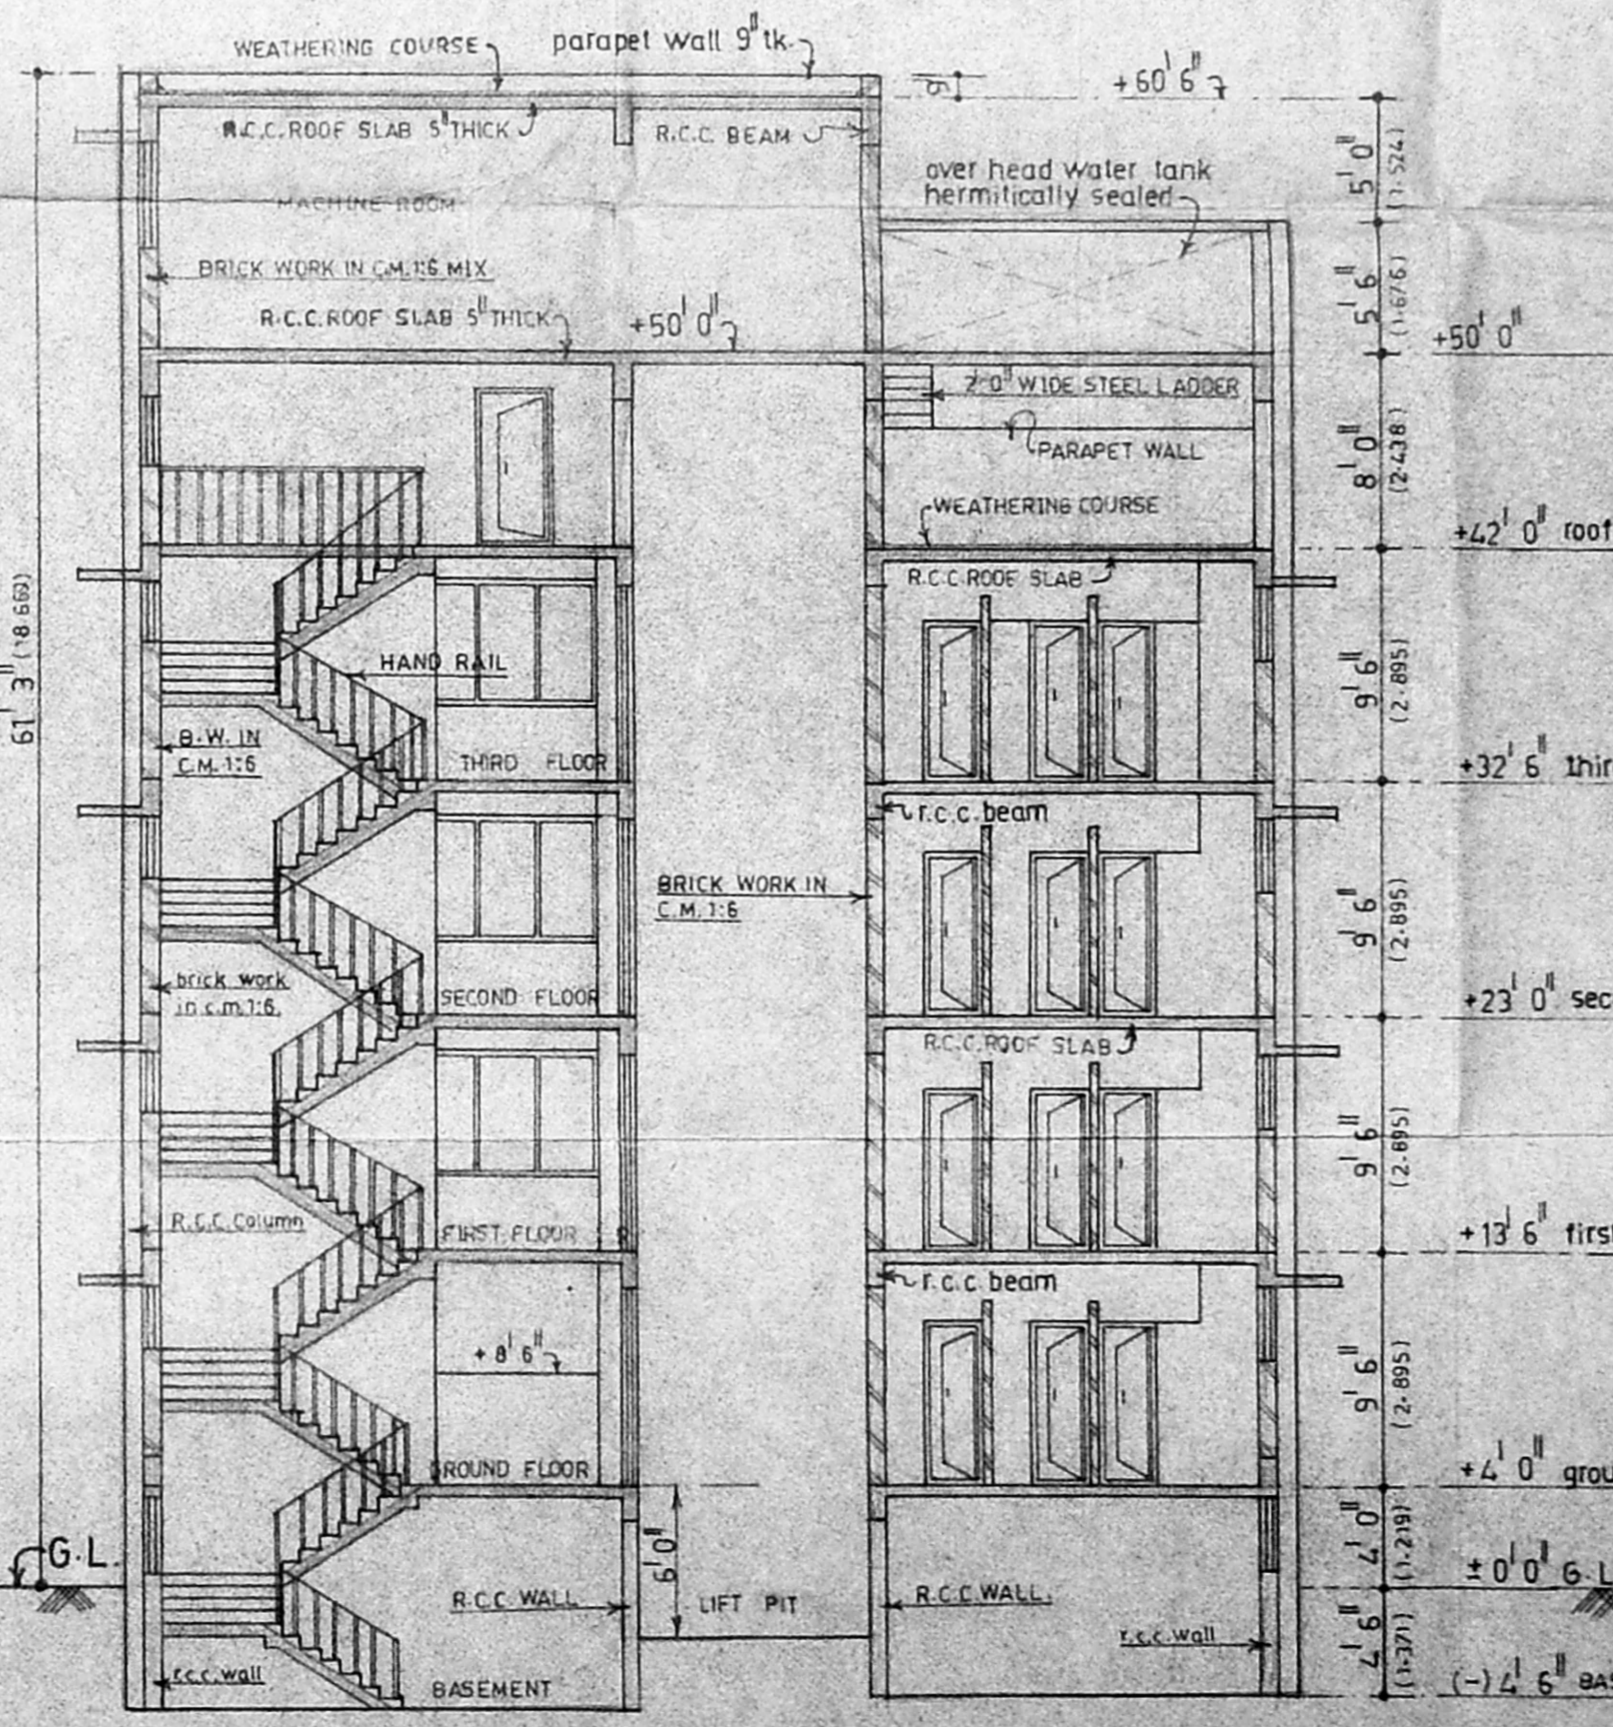 WEATHERING COURSE
parapet wall 9" tk.
9"
+60' 6"
R.C.C. ROOF SLAB 5" THICK
R.C.C. BEAM
5' 0"
(1.524)
over head water tank
hermitically sealed
MACHINE ROOM
BRICK WORK IN C.M. 1:6 MIX
5' 6"
(1.676)
R.C.C. ROOF SLAB 5" THICK
+50' 0"
+50' 0"
2' 0" WIDE STEEL LADDER
PARAPET WALL
8' 0"
(2.438)
WEATHERING COURSE
+42' 0" roof
R.C.C. ROOF SLAB
61' 3" (18.669)
HAND RAIL
9' 6"
(2.895)
B.W. IN
C.M. 1:6
THIRD FLOOR
+32' 6" thir
r.c.c. beam
BRICK WORK IN
C.M. 1:6
9' 6"
(2.895)
brick work
in c.m. 1:6.
SECOND FLOOR
+23' 0" sec
R.C.C. ROOF SLAB
9' 6"
(2.895)
R.C.C. Column
FIRST FLOOR
+13' 6" firs
r.c.c. beam
+ 8' 6"
9' 6"
(2.895)
GROUND FLOOR
+4' 0" grou
6' 0"
4' 0"
(1.219)
G.L.
± 0' 0" G.L
R.C.C. WALL
LIFT PIT
R.C.C. WALL.
r.c.c. wall
4' 6"
(1.371)
r.c.c. wall
BASEMENT
(-) 4' 6" BAS